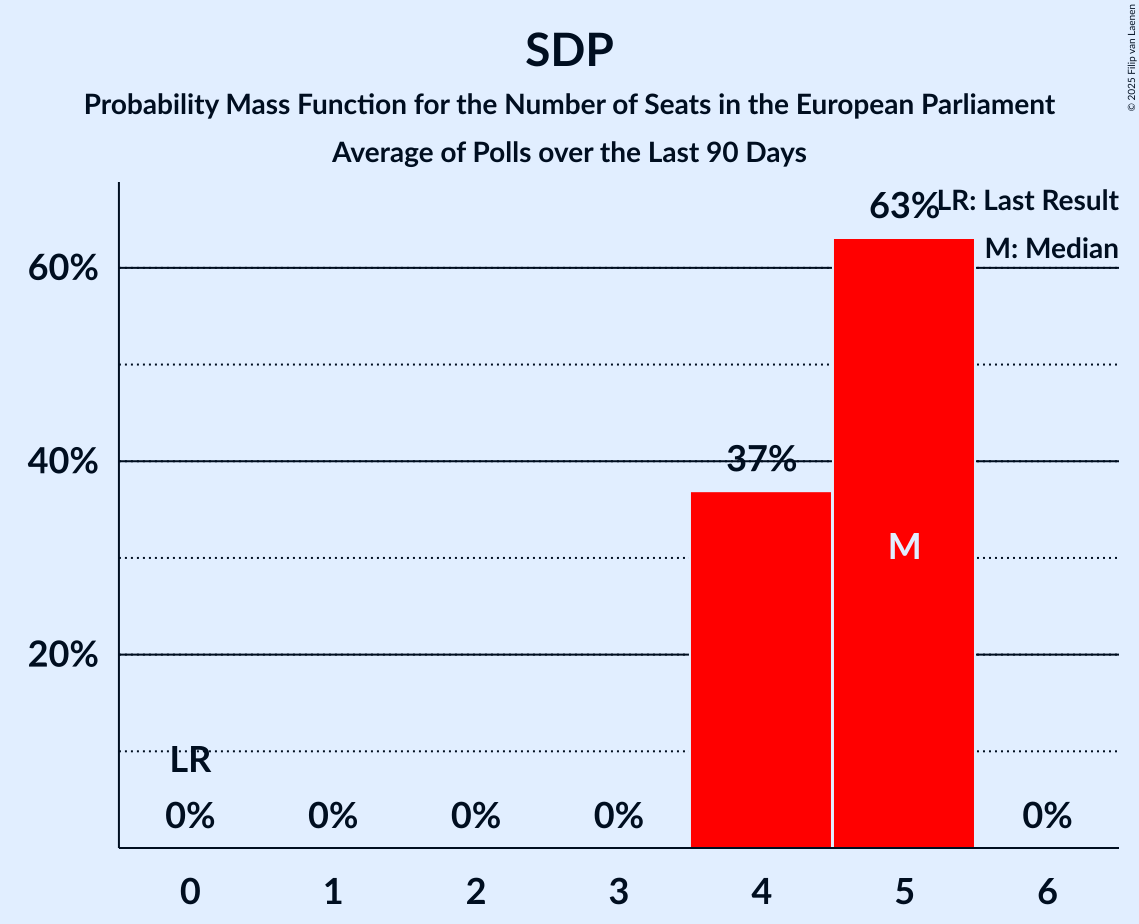 SDP
Probability Mass Function for the Number of Seats in the European Parliament
Average of Polls over the Last 90 Days
© 2025 Filip van Laenen
LR: Last Result
M: Median
63%
60%
40%
37%
M
20%
LR
0% 0% 0% 0% 0%
0 1 2 3 4 5 6